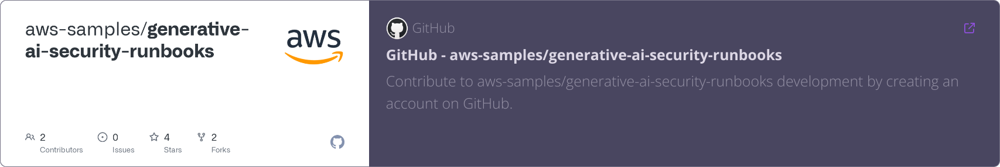 aws-samples/generative-
ai-security-runbooks
aws
2
Contributors
0
Issues
4
Stars
2
Forks
GitHub
GitHub - aws-samples/generative-ai-security-runbooks
Contribute to aws-samples/generative-ai-security-runbooks development by creating an
account on GitHub.